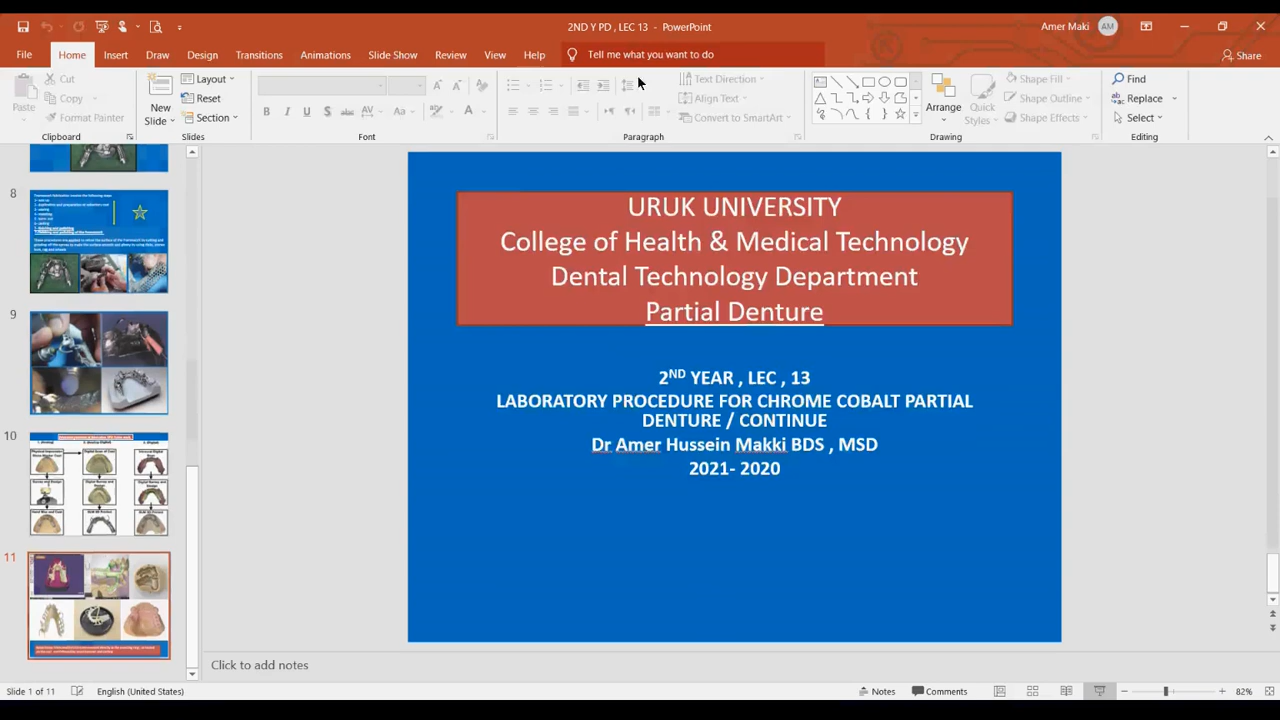 2ND Y PD , LEC 13 - PowerPoint
Amer Maki
File Home Insert Draw Design Transitions Animations Slide Show Review View Help Tell me what you want to do Share
Paste
Cut
Copy
Format Painter
Clipboard
New Slide
Layout
Reset
Section
Slides
Font
Text Direction
Align Text
Convert to SmartArt
Paragraph
Arrange
Quick Styles
Shape Fill
Shape Outline
Shape Effects
Drawing
Find
Replace
Select
Editing
8
9
10
11
URUK UNIVERSITY
College of Health & Medical Technology
Dental Technology Department
Partial Denture
2ND YEAR , LEC , 13
LABORATORY PROCEDURE FOR CHROME COBALT PARTIAL
DENTURE / CONTINUE
Dr Amer Hussein Makki BDS , MSD
2021- 2020
Click to add notes
Slide 1 of 11 English (United States) Notes Comments 82%